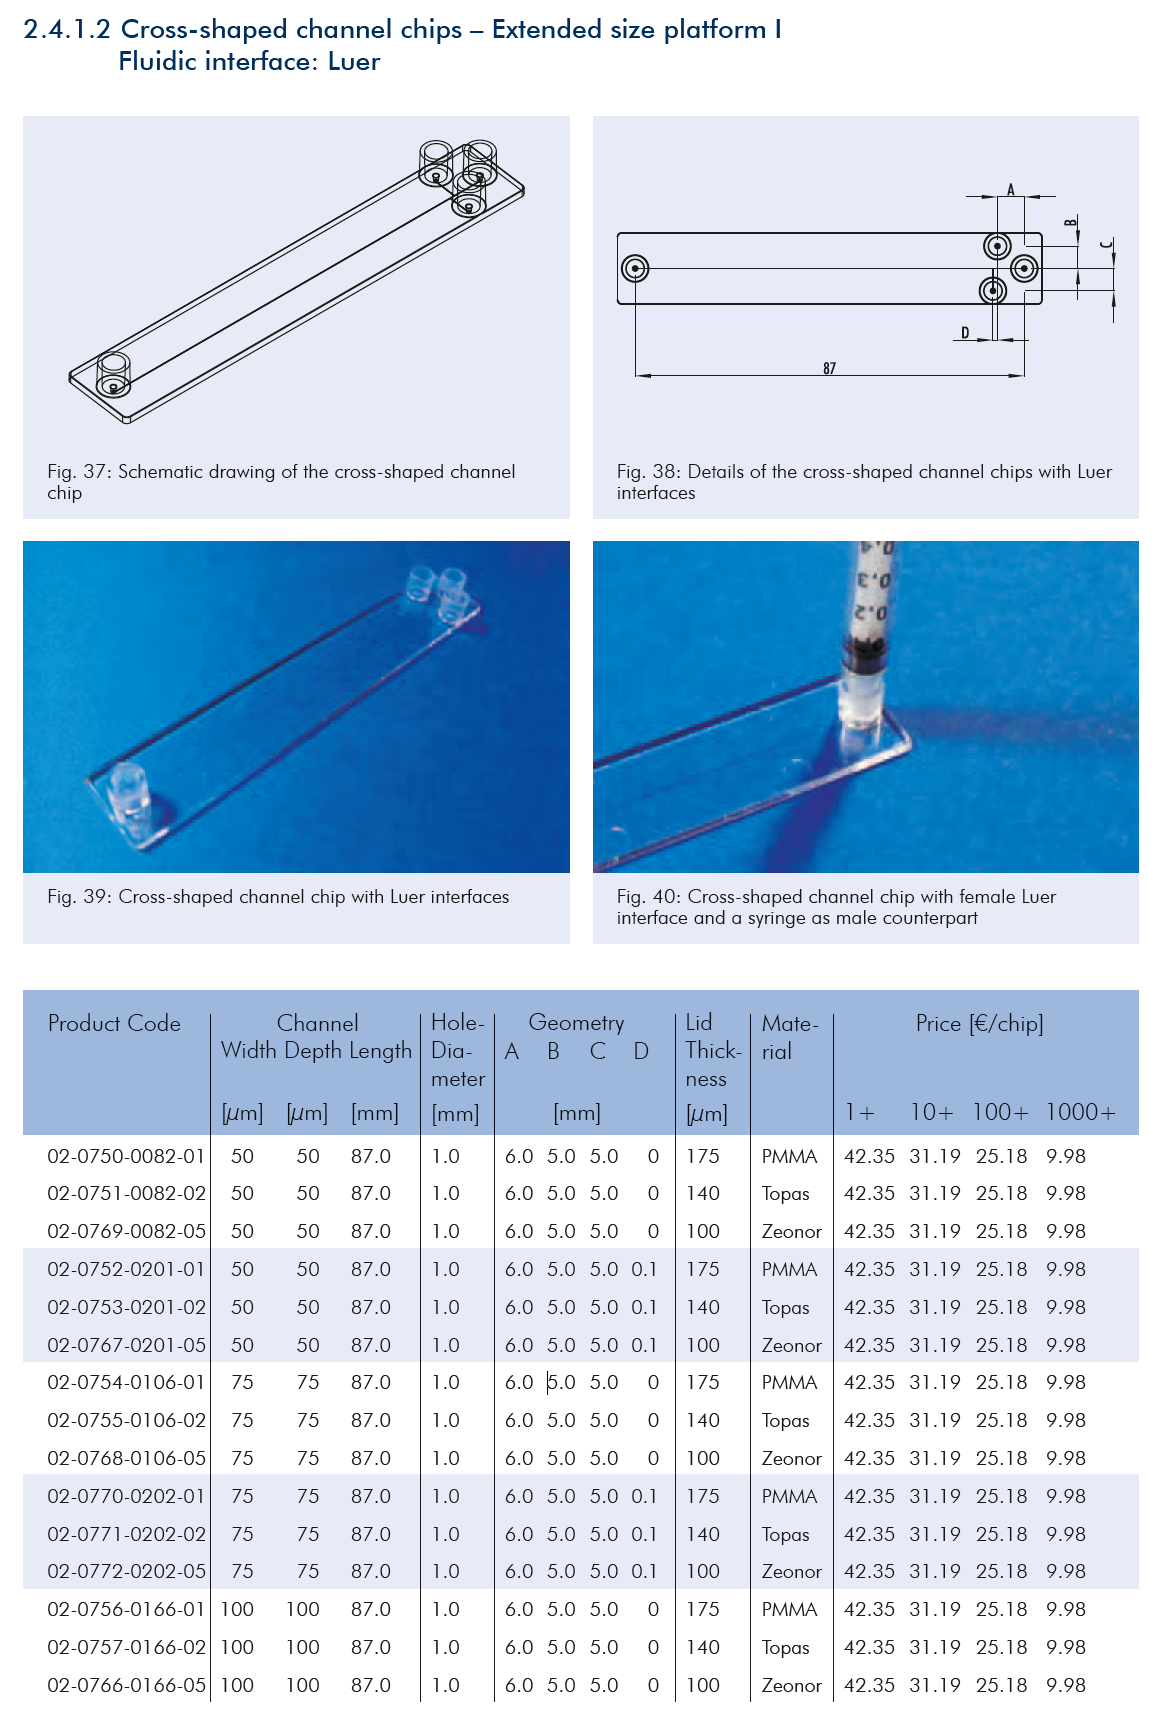 2.4.1.2 Cross-shaped channel chips – Extended size platform I
Fluidic interface: Luer
A
B
C
D
87
Fig. 37: Schematic drawing of the cross-shaped channel
chip
Fig. 38: Details of the cross-shaped channel chips with Luer
interfaces
0.4
0.3
0.2
Fig. 39: Cross-shaped channel chip with Luer interfaces
Fig. 40: Cross-shaped channel chip with female Luer
interface and a syringe as male counterpart
Product Code Channel Hole- Geometry Lid Mate- Price [€/chip]
Width Depth Length Dia- A B C D Thick- rial
meter ness
[µm] [µm] [mm] [mm] [mm] [µm] 1+ 10+ 100+ 1000+
02-0750-0082-01 50 50 87.0 1.0 6.0 5.0 5.0 0 175 PMMA 42.35 31.19 25.18 9.98
02-0751-0082-02 50 50 87.0 1.0 6.0 5.0 5.0 0 140 Topas 42.35 31.19 25.18 9.98
02-0769-0082-05 50 50 87.0 1.0 6.0 5.0 5.0 0 100 Zeonor 42.35 31.19 25.18 9.98
02-0752-0201-01 50 50 87.0 1.0 6.0 5.0 5.0 0.1 175 PMMA 42.35 31.19 25.18 9.98
02-0753-0201-02 50 50 87.0 1.0 6.0 5.0 5.0 0.1 140 Topas 42.35 31.19 25.18 9.98
02-0767-0201-05 50 50 87.0 1.0 6.0 5.0 5.0 0.1 100 Zeonor 42.35 31.19 25.18 9.98
02-0754-0106-01 75 75 87.0 1.0 6.0 5.0 5.0 0 175 PMMA 42.35 31.19 25.18 9.98
02-0755-0106-02 75 75 87.0 1.0 6.0 5.0 5.0 0 140 Topas 42.35 31.19 25.18 9.98
02-0768-0106-05 75 75 87.0 1.0 6.0 5.0 5.0 0 100 Zeonor 42.35 31.19 25.18 9.98
02-0770-0202-01 75 75 87.0 1.0 6.0 5.0 5.0 0.1 175 PMMA 42.35 31.19 25.18 9.98
02-0771-0202-02 75 75 87.0 1.0 6.0 5.0 5.0 0.1 140 Topas 42.35 31.19 25.18 9.98
02-0772-0202-05 75 75 87.0 1.0 6.0 5.0 5.0 0.1 100 Zeonor 42.35 31.19 25.18 9.98
02-0756-0166-01 100 100 87.0 1.0 6.0 5.0 5.0 0 175 PMMA 42.35 31.19 25.18 9.98
02-0757-0166-02 100 100 87.0 1.0 6.0 5.0 5.0 0 140 Topas 42.35 31.19 25.18 9.98
02-0766-0166-05 100 100 87.0 1.0 6.0 5.0 5.0 0 100 Zeonor 42.35 31.19 25.18 9.98